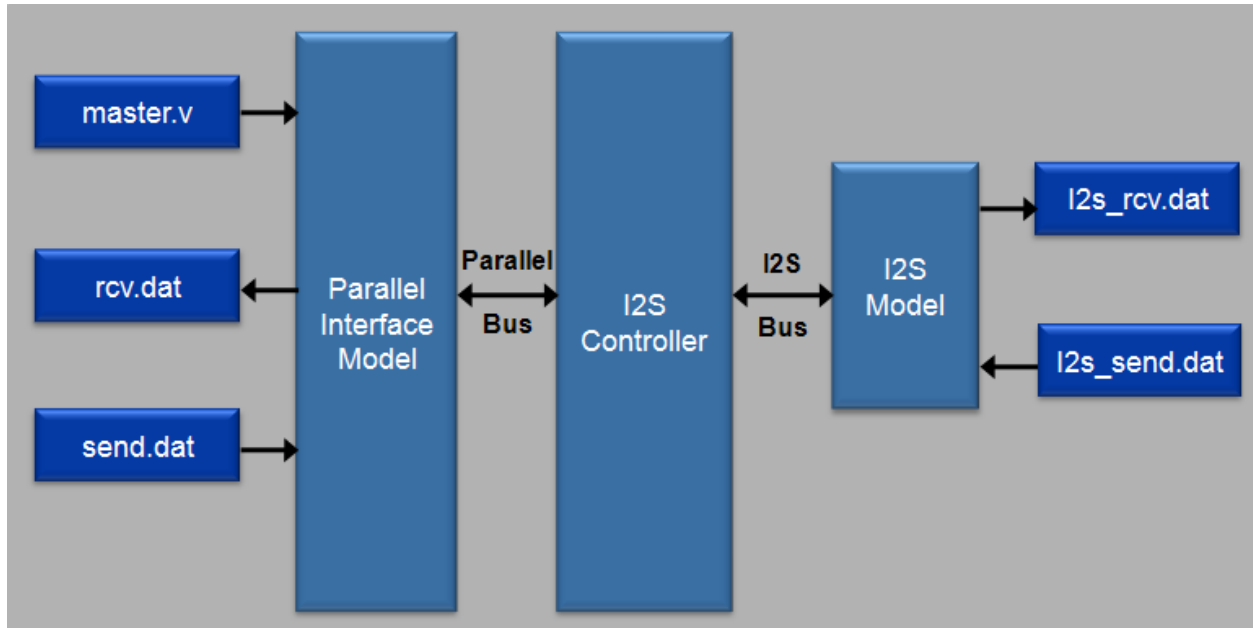 master.v
rcv.dat
send.dat
Parallel
Interface
Model
Parallel
Bus
I2S
Controller
I2S
Bus
I2S
Model
I2s_rcv.dat
I2s_send.dat